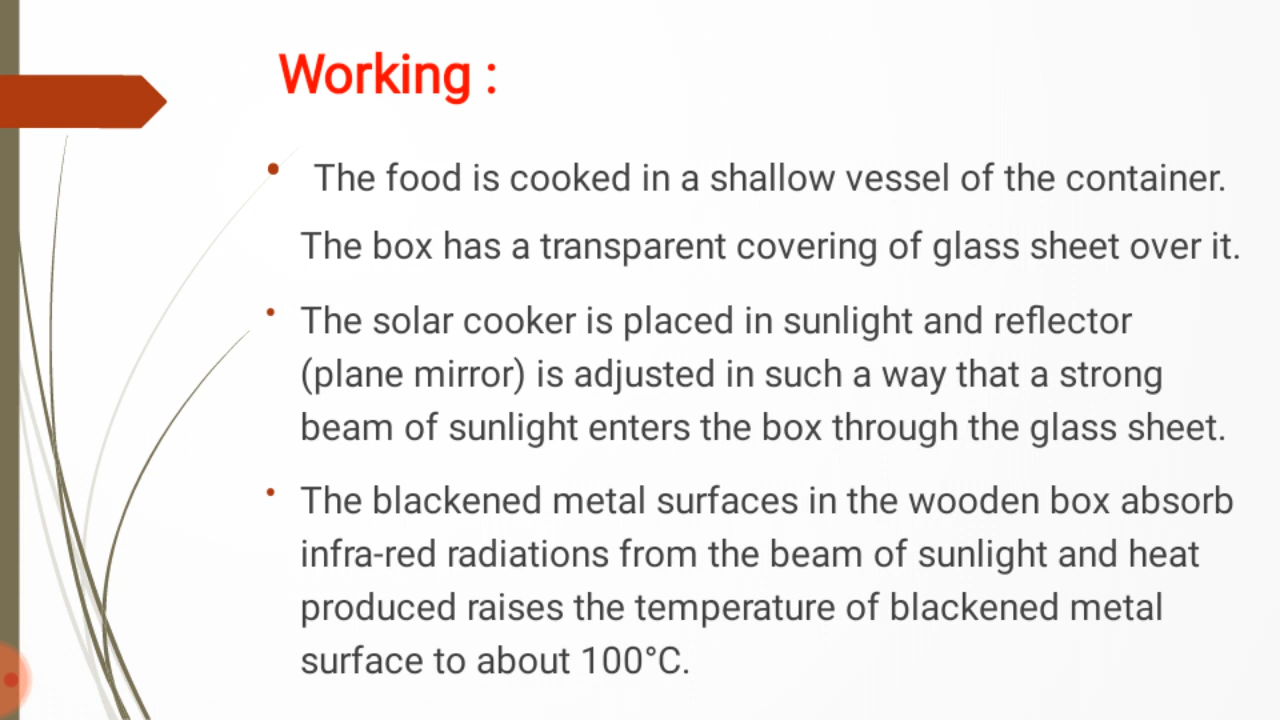 Working :
• The food is cooked in a shallow vessel of the container.
The box has a transparent covering of glass sheet over it.
• The solar cooker is placed in sunlight and reflector
(plane mirror) is adjusted in such a way that a strong
beam of sunlight enters the box through the glass sheet.
• The blackened metal surfaces in the wooden box absorb
infra-red radiations from the beam of sunlight and heat
produced raises the temperature of blackened metal
surface to about 100°C.